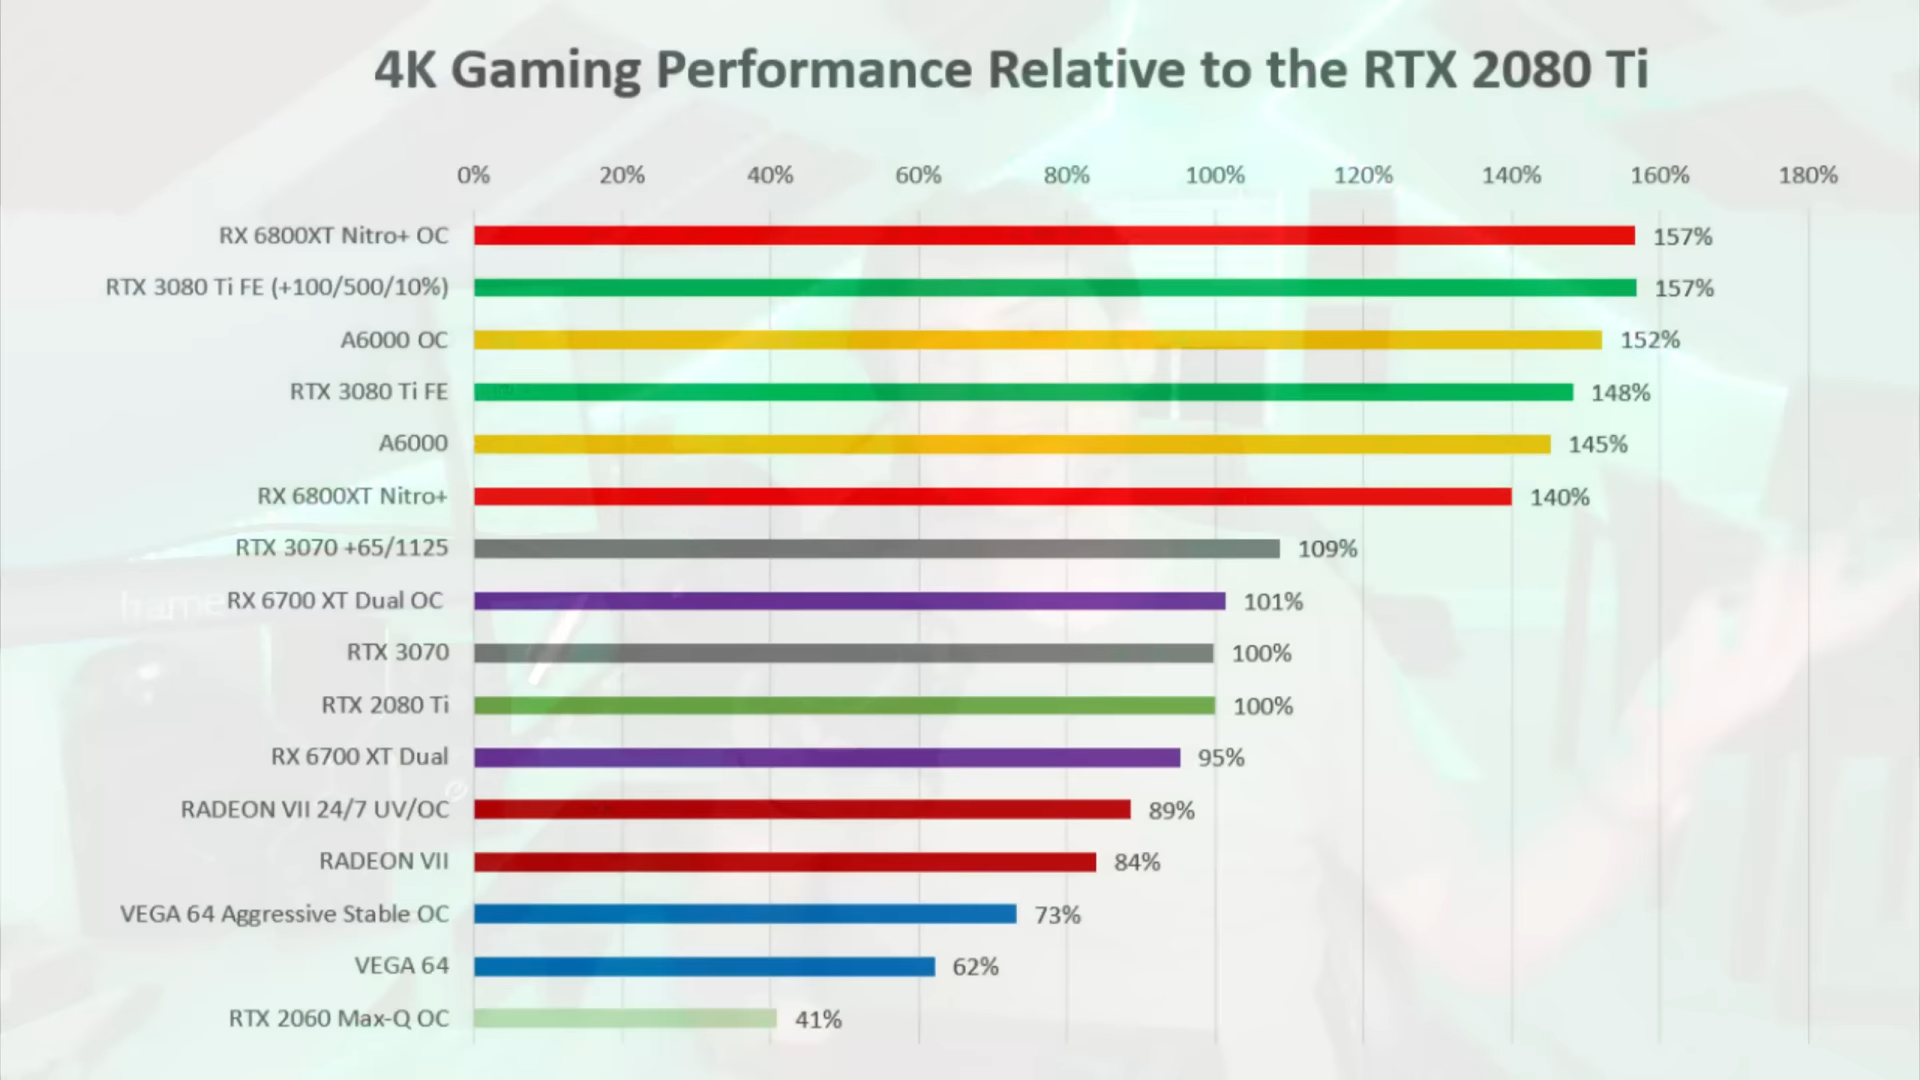 4K Gaming Performance Relative to the RTX 2080 Ti
0% 20% 40% 60% 80% 100% 120% 140% 160% 180%
RX 6800XT Nitro+ OC 157%
RTX 3080 Ti FE (+100/500/10%) 157%
A6000 OC 152%
RTX 3080 Ti FE 148%
A6000 145%
RX 6800XT Nitro+ 140%
RTX 3070 +65/1125 109%
frame RX 6700 XT Dual OC 101%
RTX 3070 100%
RTX 2080 Ti 100%
RX 6700 XT Dual 95%
RADEON VII 24/7 UV/OC 89%
RADEON VII 84%
VEGA 64 Aggressive Stable OC 73%
VEGA 64 62%
RTX 2060 Max-Q OC 41%